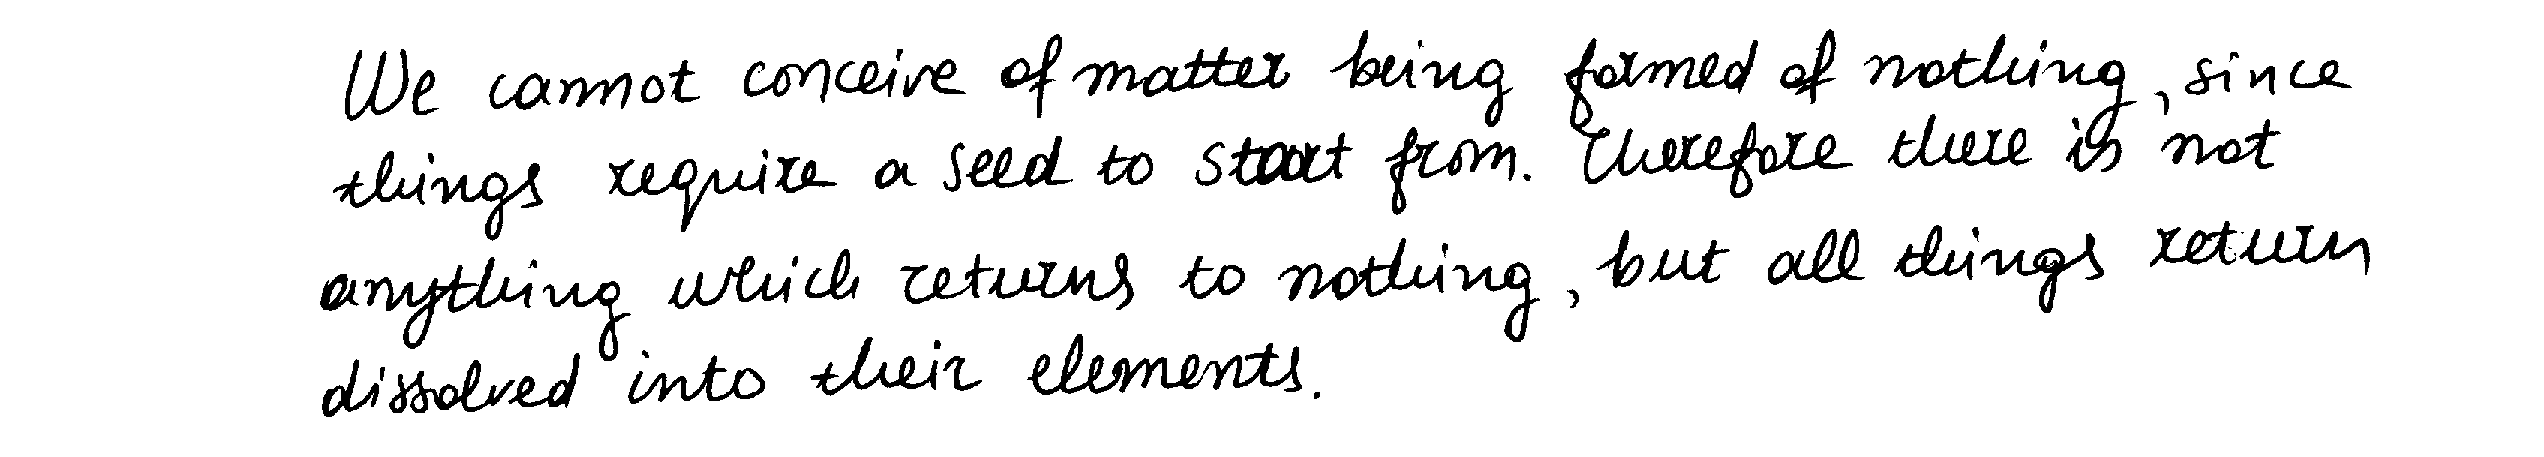 We cannot conceive of matter being formed of nothing, since
things require a seed to start from. Therefore there is not
anything which returns to nothing, but all things return
dissolved into their elements.